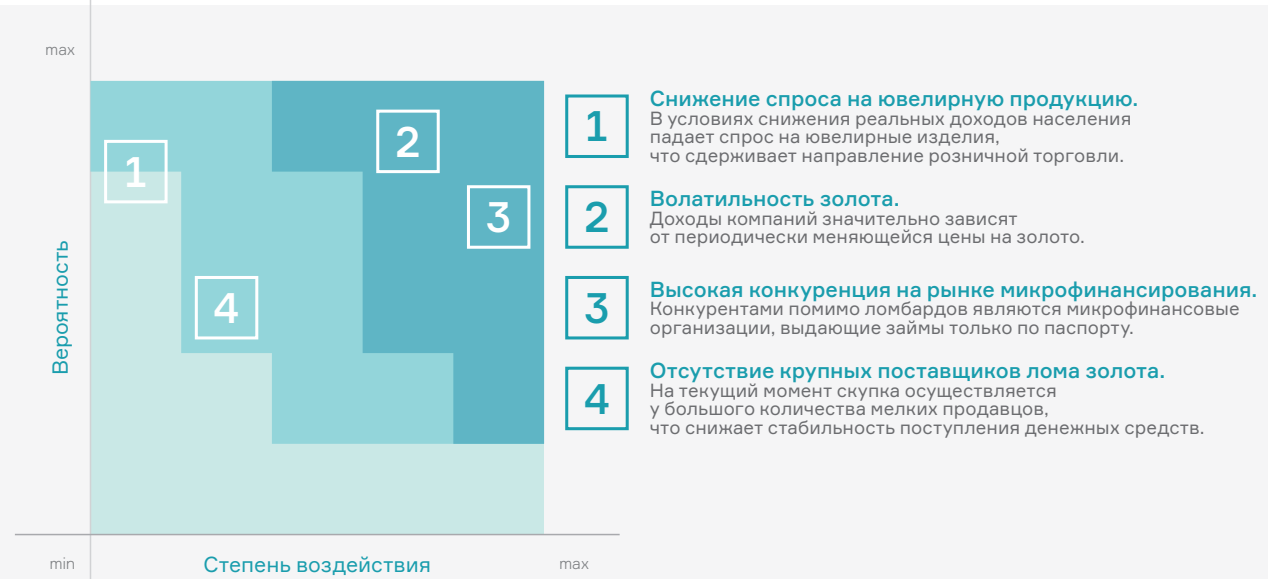 max
1
2
3
4
Вероятность
min
Степень воздействия
max
1
Снижение спроса на ювелирную продукцию.
В условиях снижения реальных доходов населения
падает спрос на ювелирные изделия,
что сдерживает направление розничной торговли.
2
Волатильность золота.
Доходы компаний значительно зависят
от периодически меняющейся цены на золото.
3
Высокая конкуренция на рынке микрофинансирования.
Конкурентами помимо ломбардов являются микрофинансовые
организации, выдающие займы только по паспорту.
4
Отсутствие крупных поставщиков лома золота.
На текущий момент скупка осуществляется
у большого количества мелких продавцов,
что снижает стабильность поступления денежных средств.